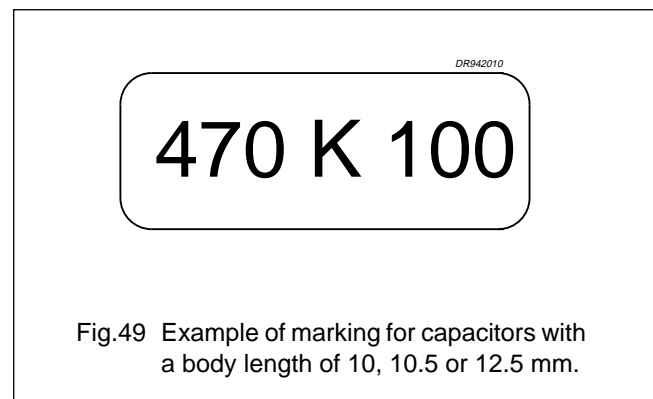 DR942010
470 K 100
Fig.49 Example of marking for capacitors with
a body length of 10, 10.5 or 12.5 mm.